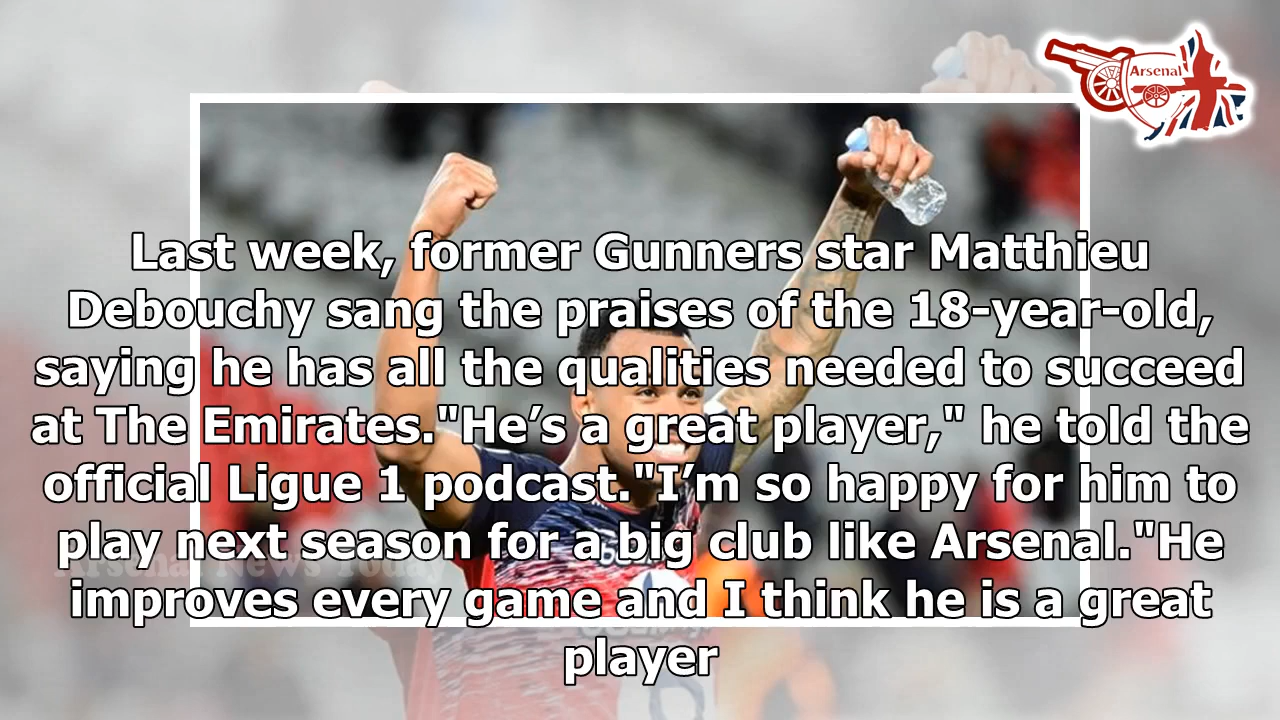 Arsenal
Last week, former Gunners star Matthieu
Debouchy sang the praises of the 18-year-old,
saying he has all the qualities needed to succeed
at The Emirates."He’s a great player," he told the
official Ligue 1 podcast."I’m so happy for him to
play next season for a big club like Arsenal."He
improves every game and I think he is a great
player
Arsenal News Today